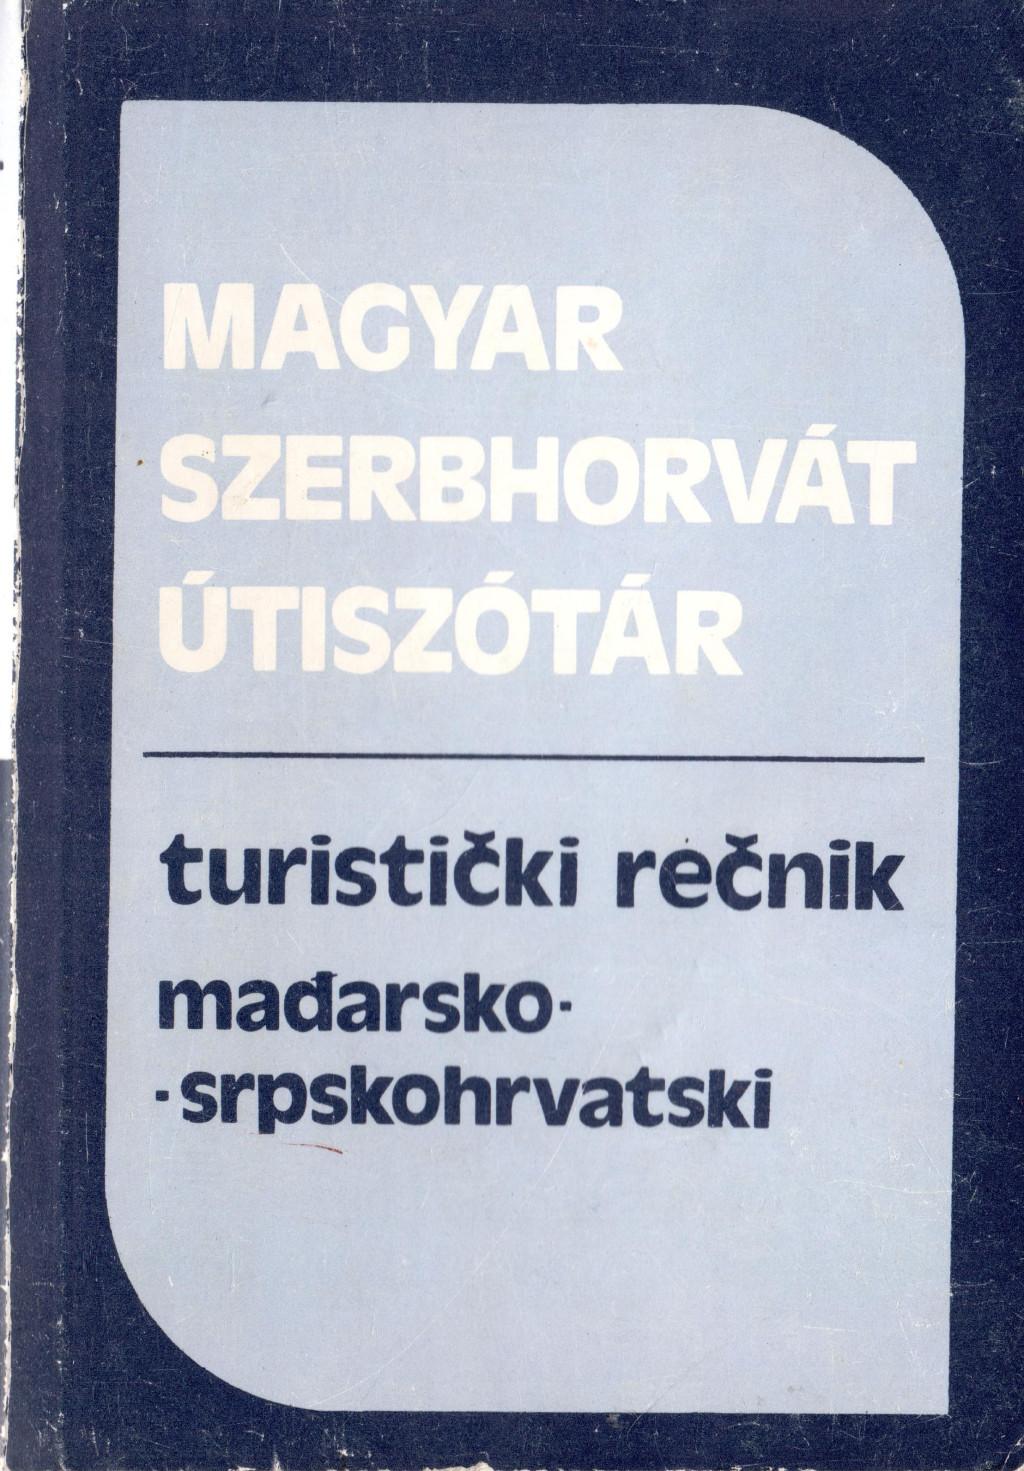 MAGYAR
SZERBHORVÁT
ÚTISZÓTÁR
turistički rečnik
mađarsko-
-srpskohrvatski